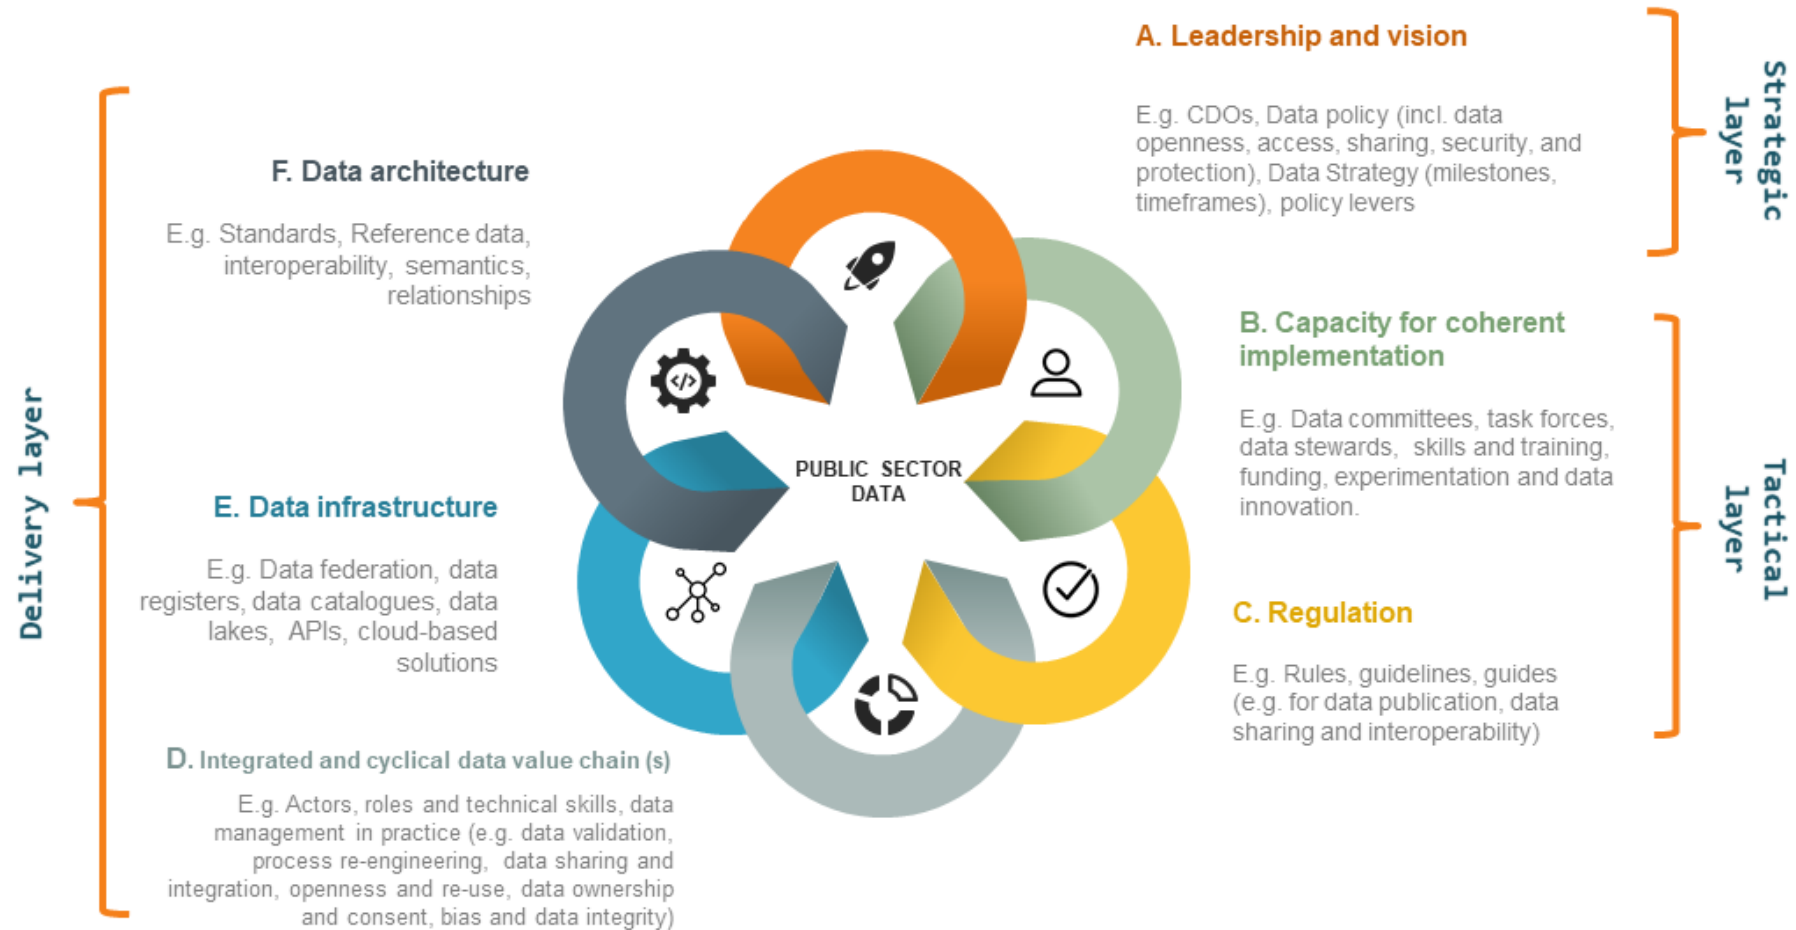 A. Leadership and vision
E.g. CDOs, Data policy (incl. data
openness, access, sharing, security, and
protection), Data Strategy (milestones,
timeframes), policy levers
Strategic
layer
B. Capacity for coherent
implementation
E.g. Data committees, task forces,
data stewards, skills and training,
funding, experimentation and data
innovation.
C. Regulation
E.g. Rules, guidelines, guides
(e.g. for data publication, data
sharing and interoperability)
Tactical
layer
D. Integrated and cyclical data value chain (s)
E.g. Actors, roles and technical skills, data
management in practice (e.g. data validation,
process re-engineering, data sharing and
integration, openness and re-use, data ownership
and consent, bias and data integrity)
E. Data infrastructure
E.g. Data federation, data
registers, data catalogues, data
lakes, APIs, cloud-based
solutions
F. Data architecture
E.g. Standards, Reference data,
interoperability, semantics,
relationships
Delivery layer
PUBLIC SECTOR
DATA
</>